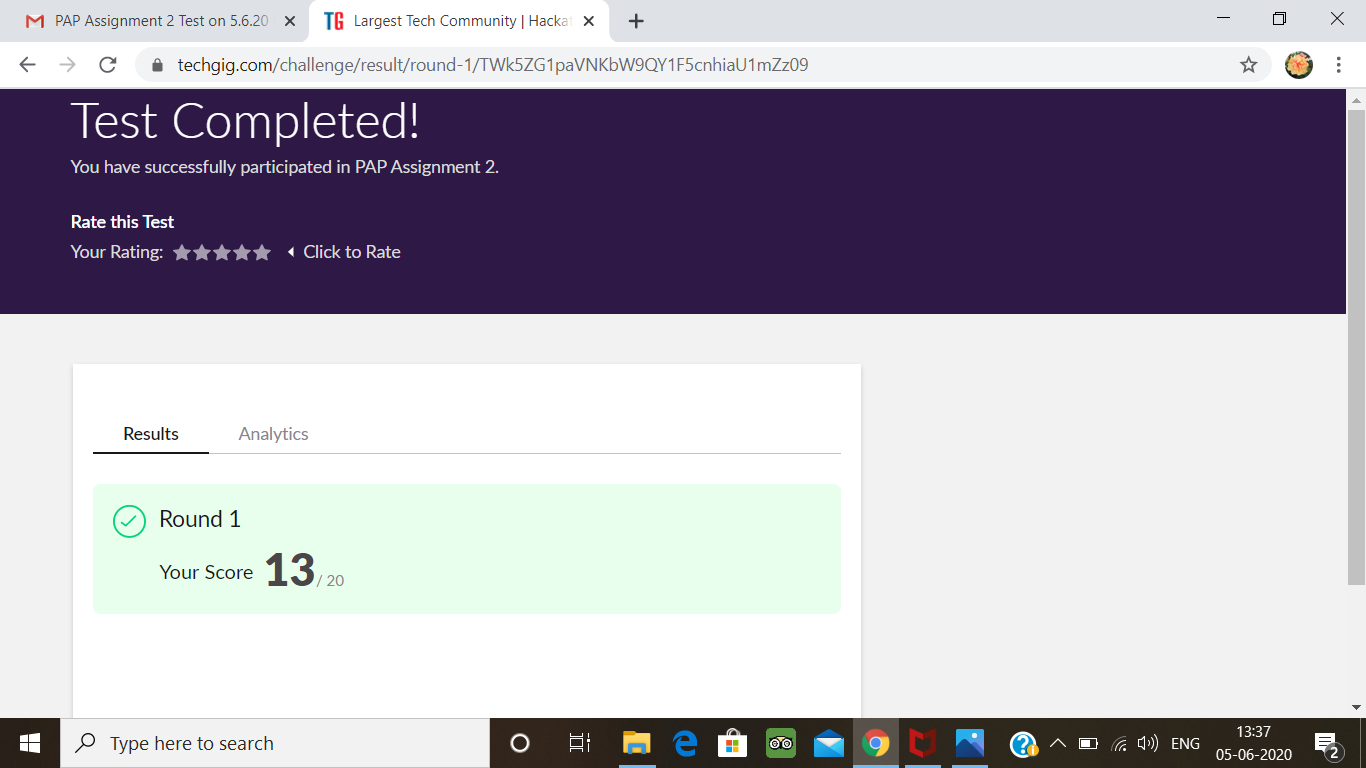 PAP Assignment 2 Test on 5.6.20
TG Largest Tech Community | Hacka
techgig.com/challenge/result/round-1/TWk5ZG1paVNKbW9QY1F5cnhiaU1mZz09
Test Completed!
You have successfully participated in PAP Assignment 2.
Rate this Test
Your Rating: Click to Rate
Results Analytics
Round 1
Your Score 13 / 20
Type here to search
ENG
13:37
05-06-2020
2